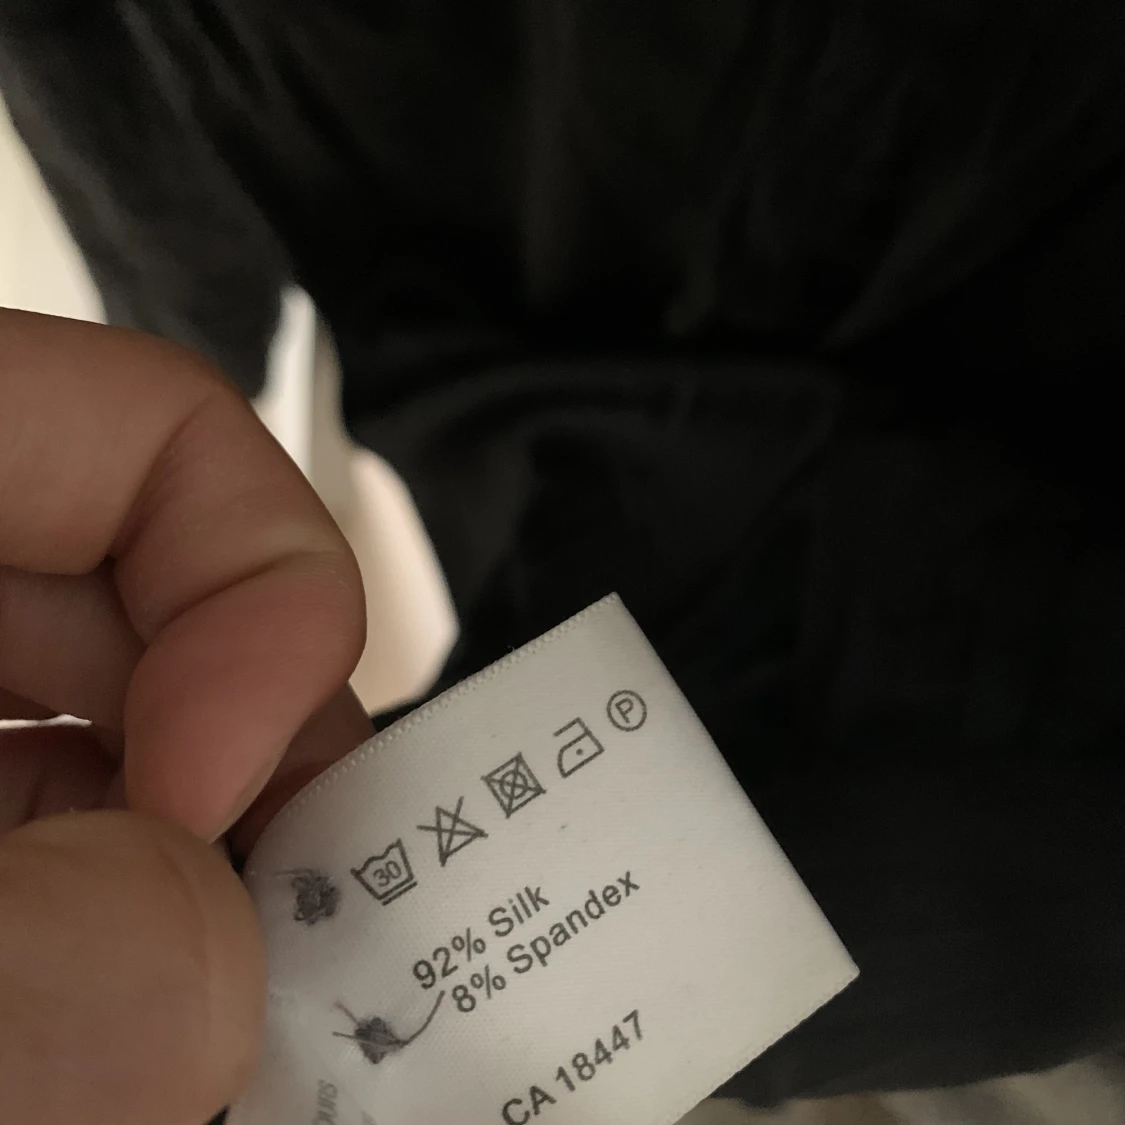 30
P
92% Silk
8% Spandex
CA 18447